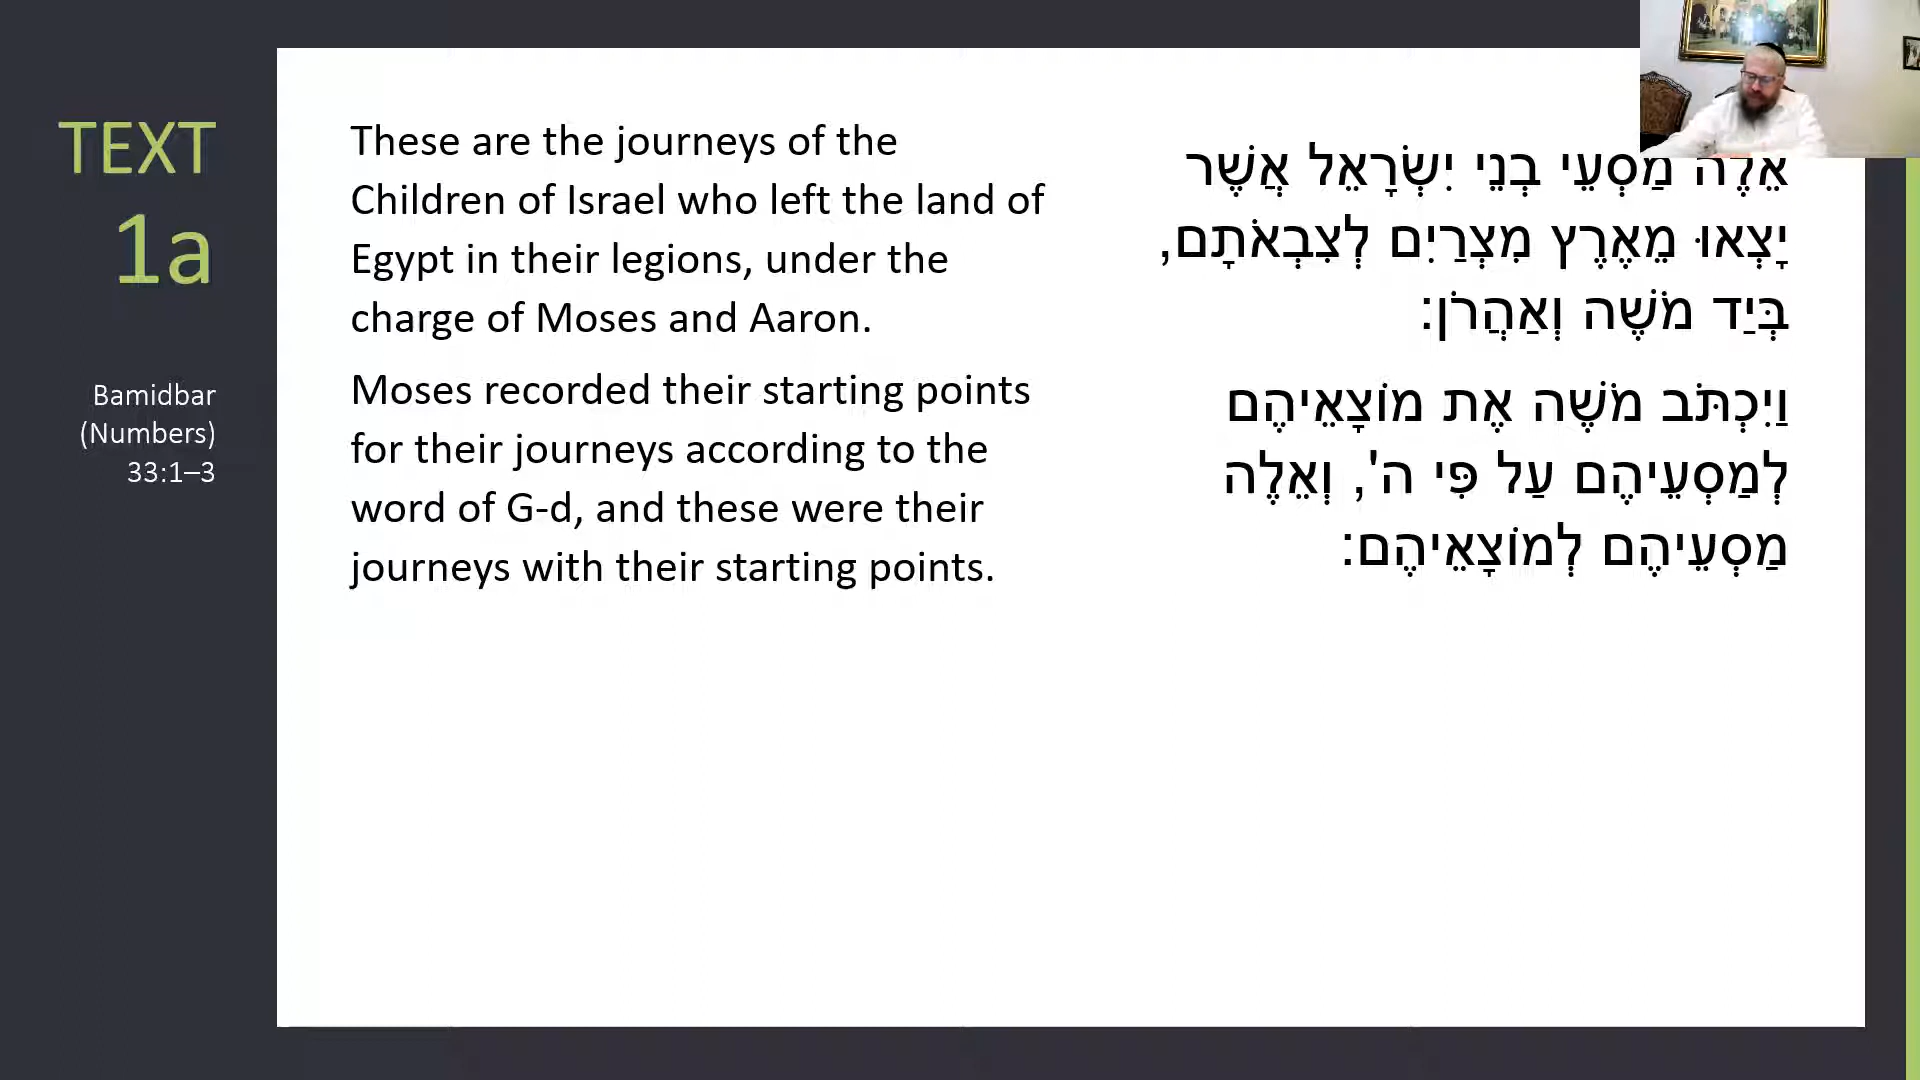 TEXT
1a
Bamidbar
(Numbers)
33:1–3
These are the journeys of the
Children of Israel who left the land of
Egypt in their legions, under the
charge of Moses and Aaron.
Moses recorded their starting points
for their journeys according to the
word of G-d, and these were their
journeys with their starting points.
אֵלֶּה מַסְעֵי בְנֵי יִשְׂרָאֵל אֲשֶׁר
יָצְאוּ מֵאֶרֶץ מִצְרַיִם לְצִבְאֹתָם,
בְּיַד מֹשֶׁה וְאַהֲרֹן:
וַיִּכְתֹּב מֹשֶׁה אֶת מוֹצָאֵיהֶם
לְמַסְעֵיהֶם עַל פִּי ה', וְאֵלֶּה
מַסְעֵיהֶם לְמוֹצָאֵיהֶם: